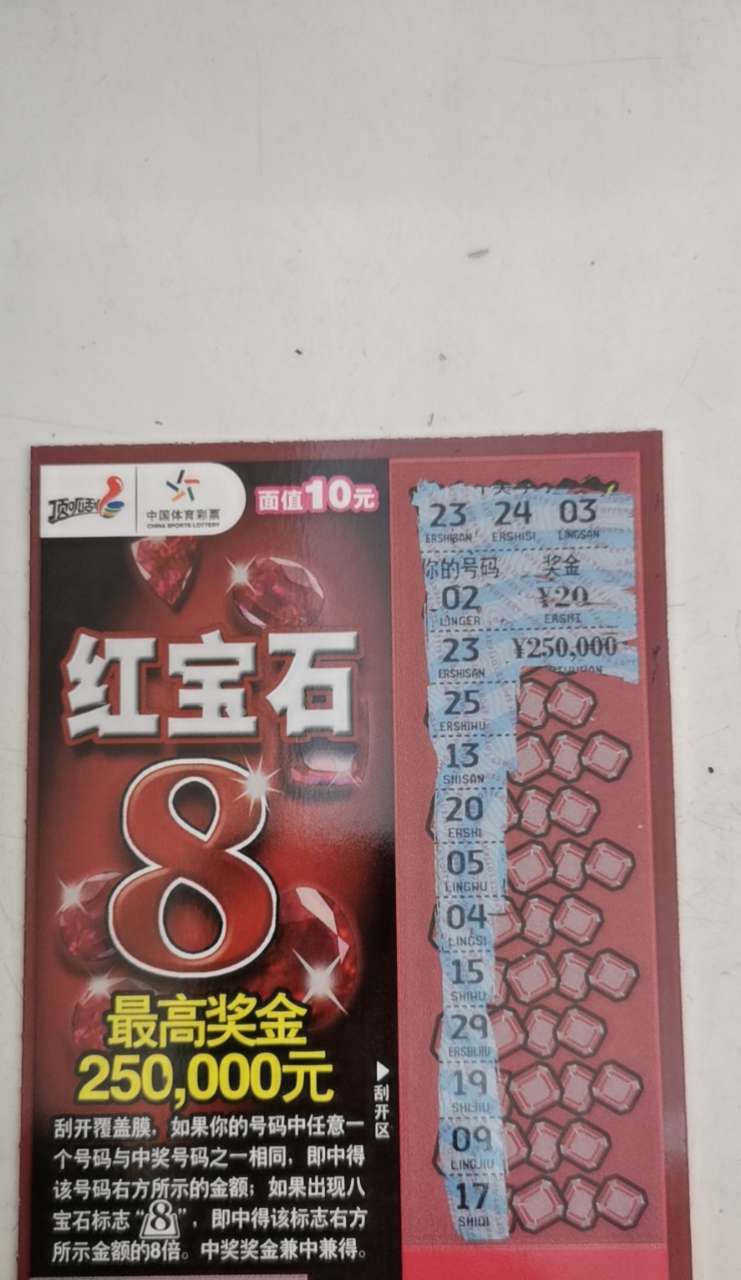 顶呱刮
中国体育彩票
CHINA SPORTS LOTTERY
面值10元
红宝石
8
最高奖金
250,000元
刮开覆盖膜，如果你的号码中任意一
个号码与中奖号码之一相同，即中得
该号码右方所示的金额；如果出现八
宝石标志“8”，即中得该标志右方
所示金额的8倍。中奖奖金兼中兼得。
刮开区
23 24 03
ERSHISAN ERSHISI LINGSAN
你的号码 奖金
02 ¥20
LINGER ERSHI
23 ¥250,000
ERSHISAN
25
ERSHIWU
13
SHISAN
20
ERSHI
05
LINGWU
04
LINGSI
15
SHIWU
29
ERSHIJIU
19
SHIJIU
09
LINGJIU
17
SHIQI